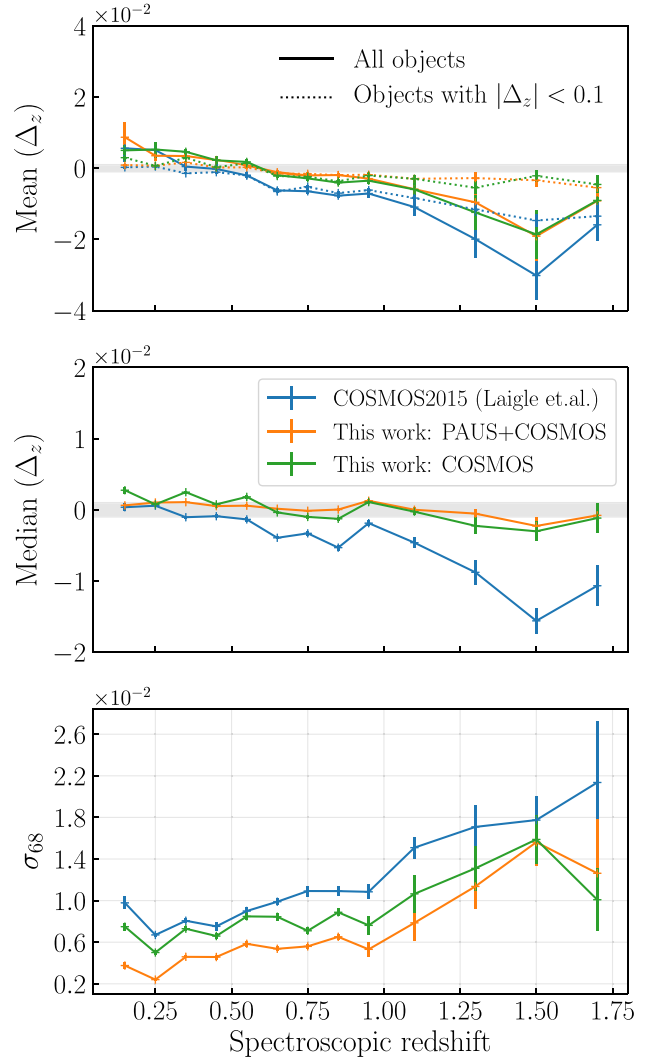 ×10⁻²
4
2
0
−2
−4
Mean (Δ_z)
All objects
Objects with |Δ_z| < 0.1
×10⁻²
2
1
0
−1
−2
Median (Δ_z)
COSMOS2015 (Laigle et.al.)
This work: PAUS+COSMOS
This work: COSMOS
×10⁻²
2.6
2.2
1.8
1.4
1.0
0.6
0.2
σ₆₈
0.25 0.50 0.75 1.00 1.25 1.50 1.75
Spectroscopic redshift